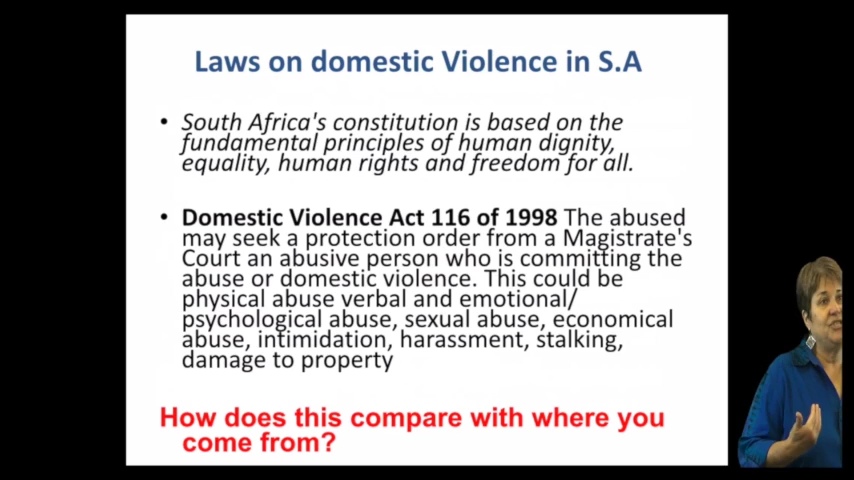 Laws on domestic Violence in S.A
• South Africa's constitution is based on the
fundamental principles of human dignity,
equality, human rights and freedom for all.
• Domestic Violence Act 116 of 1998 The abused
may seek a protection order from a Magistrate's
Court an abusive person who is committing the
abuse or domestic violence. This could be
physical abuse verbal and emotional/
psychological abuse, sexual abuse, economical
abuse, intimidation, harassment, stalking,
damage to property
How does this compare with where you
come from?